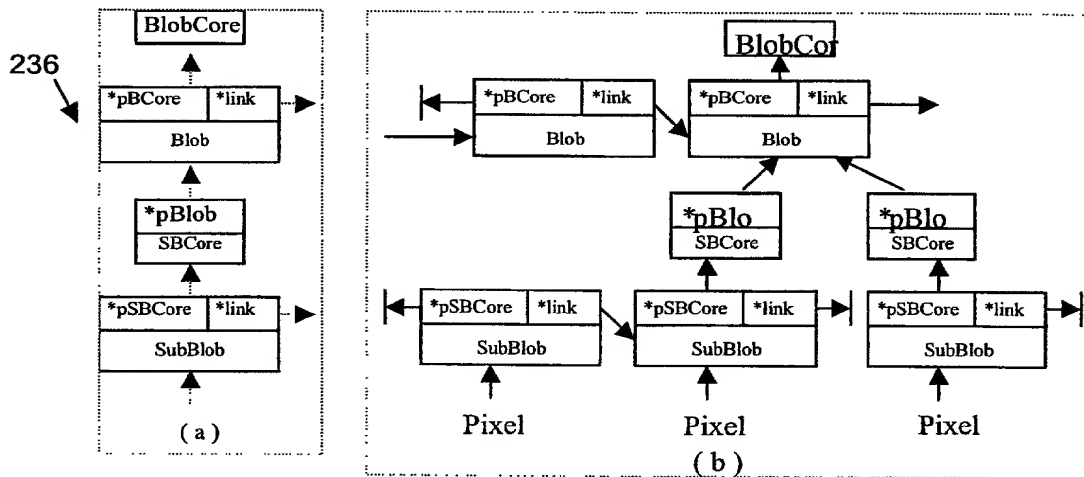 BlobCore
236
*pBCore *link
Blob
*pBlob
SBCore
*pSBCore *link
SubBlob
( a )
BlobCor
*pBCore *link *pBCore *link
Blob Blob
*pBlo *pBlo
SBCore SBCore
*pSBCore *link *pSBCore *link *pSBCore *link
SubBlob SubBlob SubBlob
Pixel Pixel Pixel
( b )